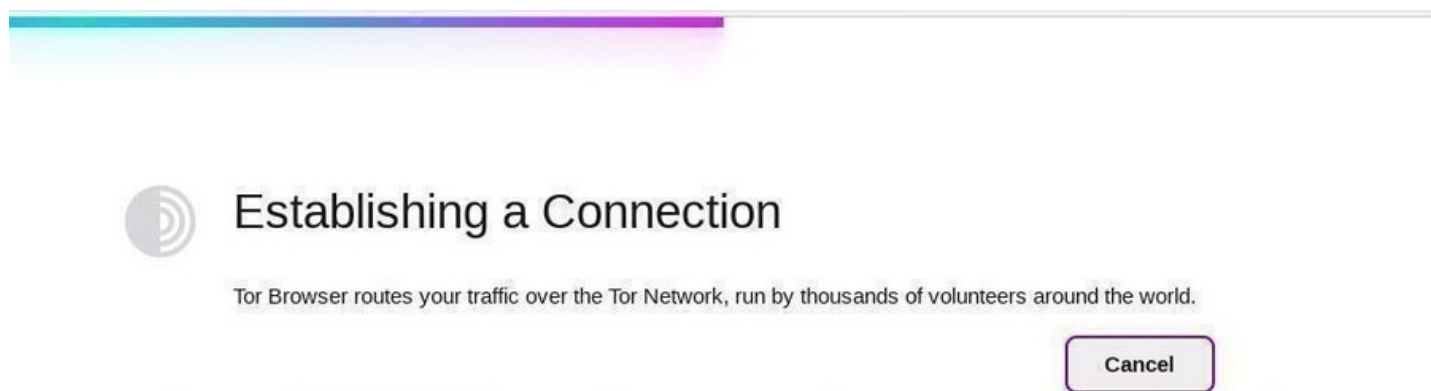 Establishing a Connection
Tor Browser routes your traffic over the Tor Network, run by thousands of volunteers around the world.
Cancel